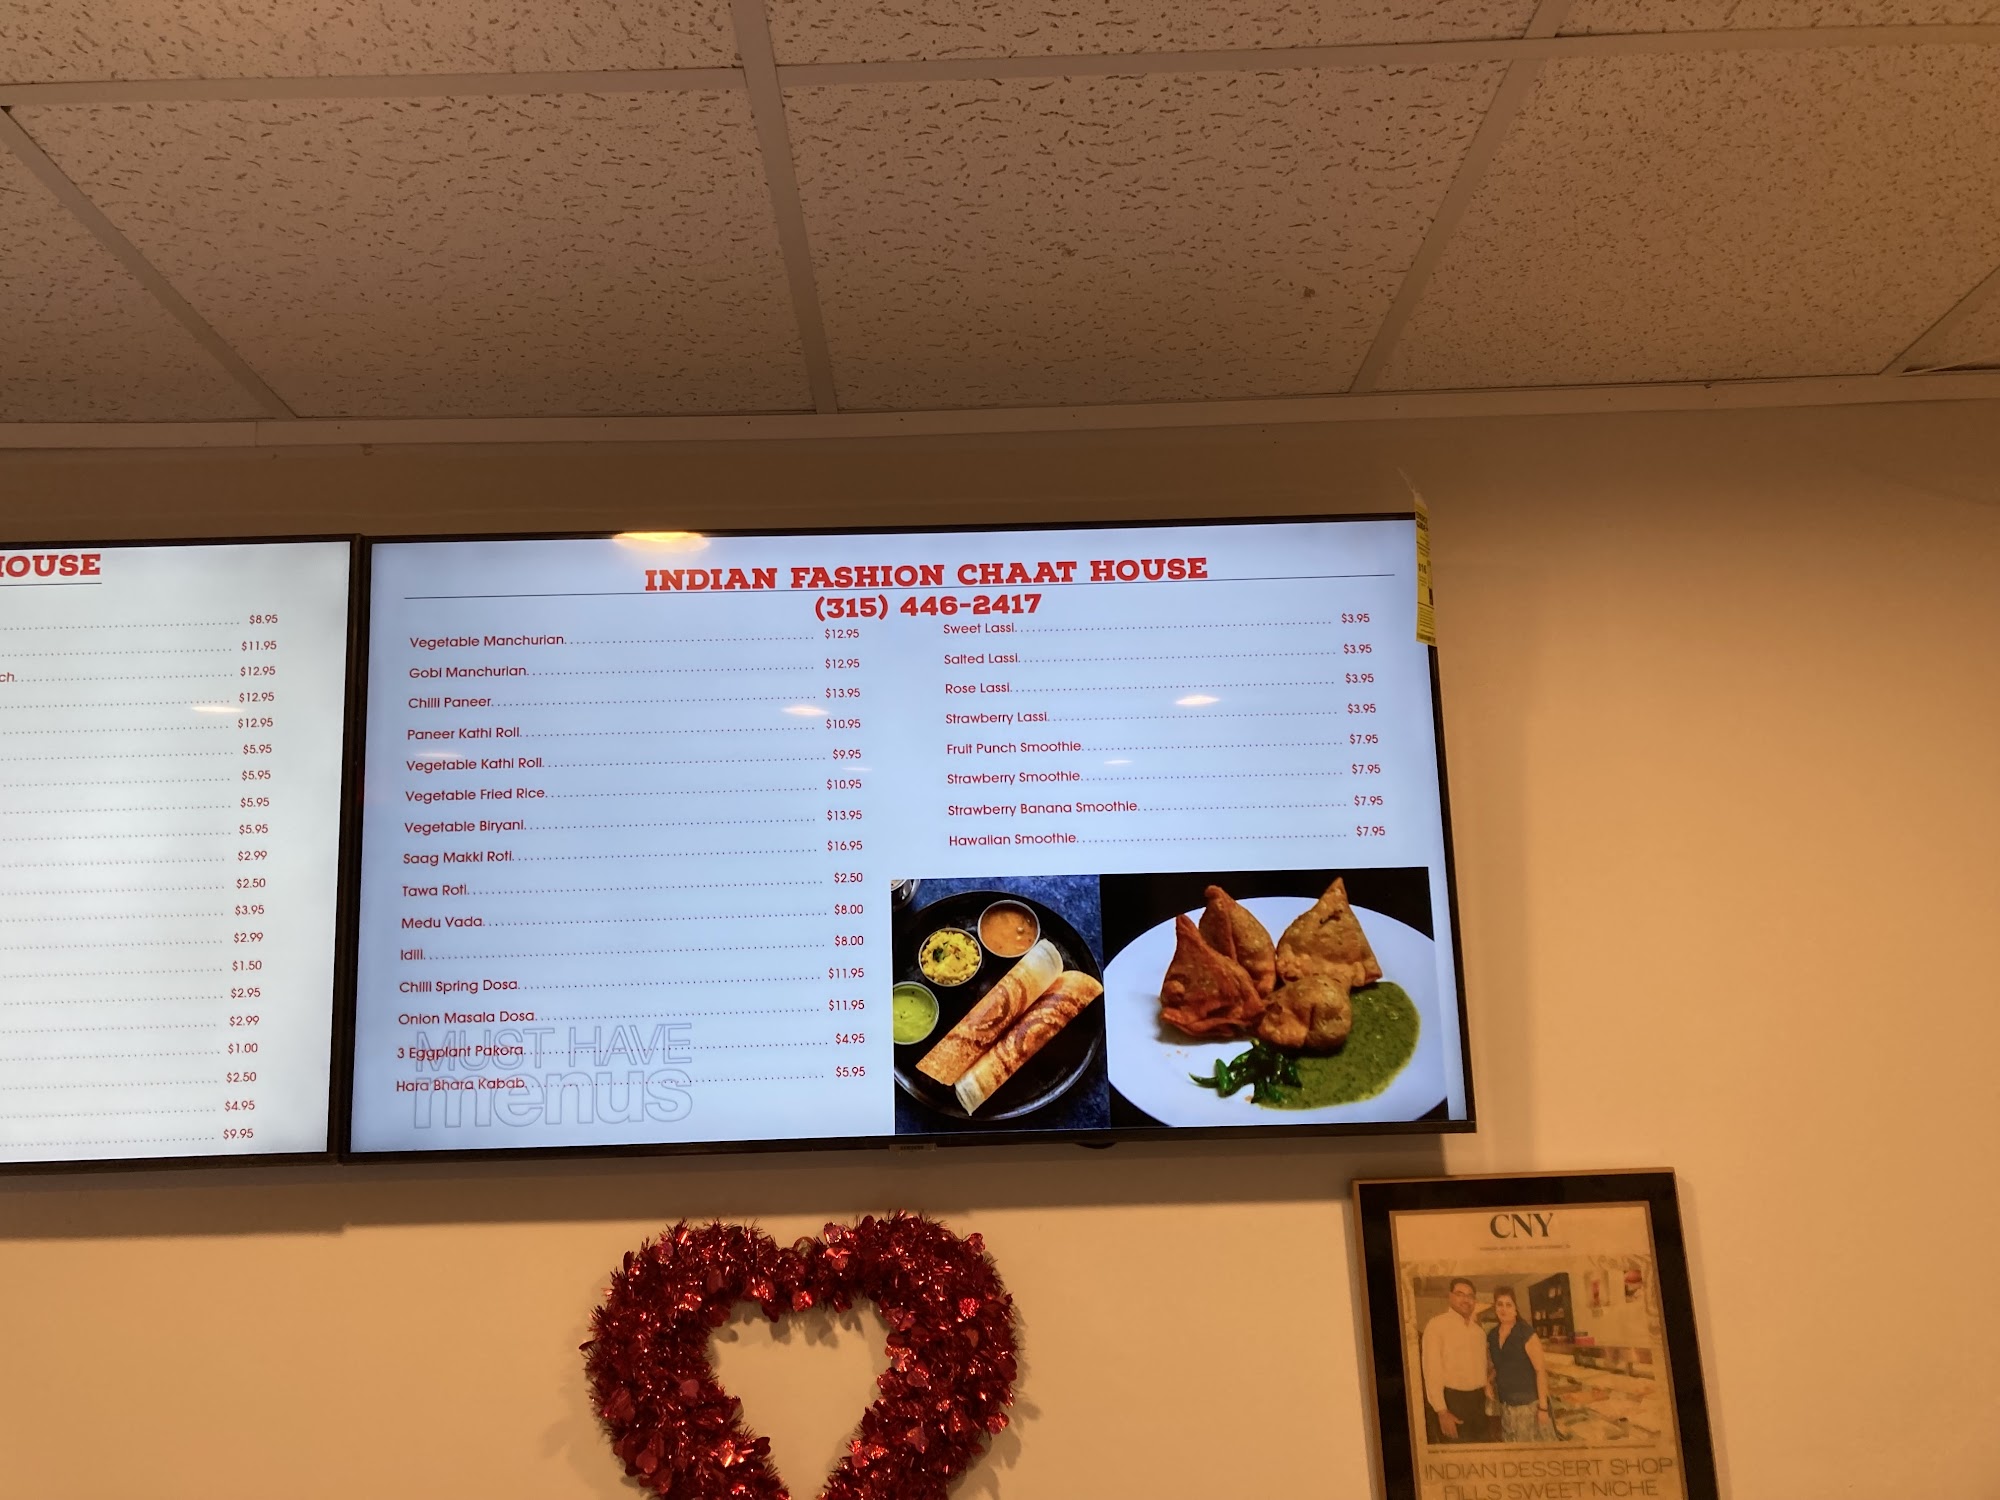 HOUSE
$8.95
$11.95
ch. $12.95
$12.95
$12.95
$5.95
$5.95
$5.95
$5.95
$2.99
$2.50
$3.95
$2.99
$1.50
$2.95
$2.99
$1.00
$2.50
$4.95
$9.95
INDIAN FASHION CHAAT HOUSE
(315) 446-2417
Vegetable Manchurian $12.95
Gobi Manchurian $12.95
Chilli Paneer $13.95
Paneer Kathi Roll $10.95
Vegetable Kathi Roll $9.95
Vegetable Fried Rice $10.95
Vegetable Biryani $13.95
Saag Makki Roti $16.95
Tawa Roti $2.50
Medu Vada $8.00
Idili $8.00
Chilli Spring Dosa $11.95
Onion Masala Dosa $11.95
3 Eggplant Pakora $4.95
Hara Bhara Kabab $5.95
MUST HAVE
menus
Sweet Lassi $3.95
Salted Lassi $3.95
Rose Lassi $3.95
Strawberry Lassi $3.95
Fruit Punch Smoothie $7.95
Strawberry Smoothie $7.95
Strawberry Banana Smoothie $7.95
Hawaiian Smoothie $7.95
CNY
INDIAN DESSERT SHOP
FILLS SWEET NICHE